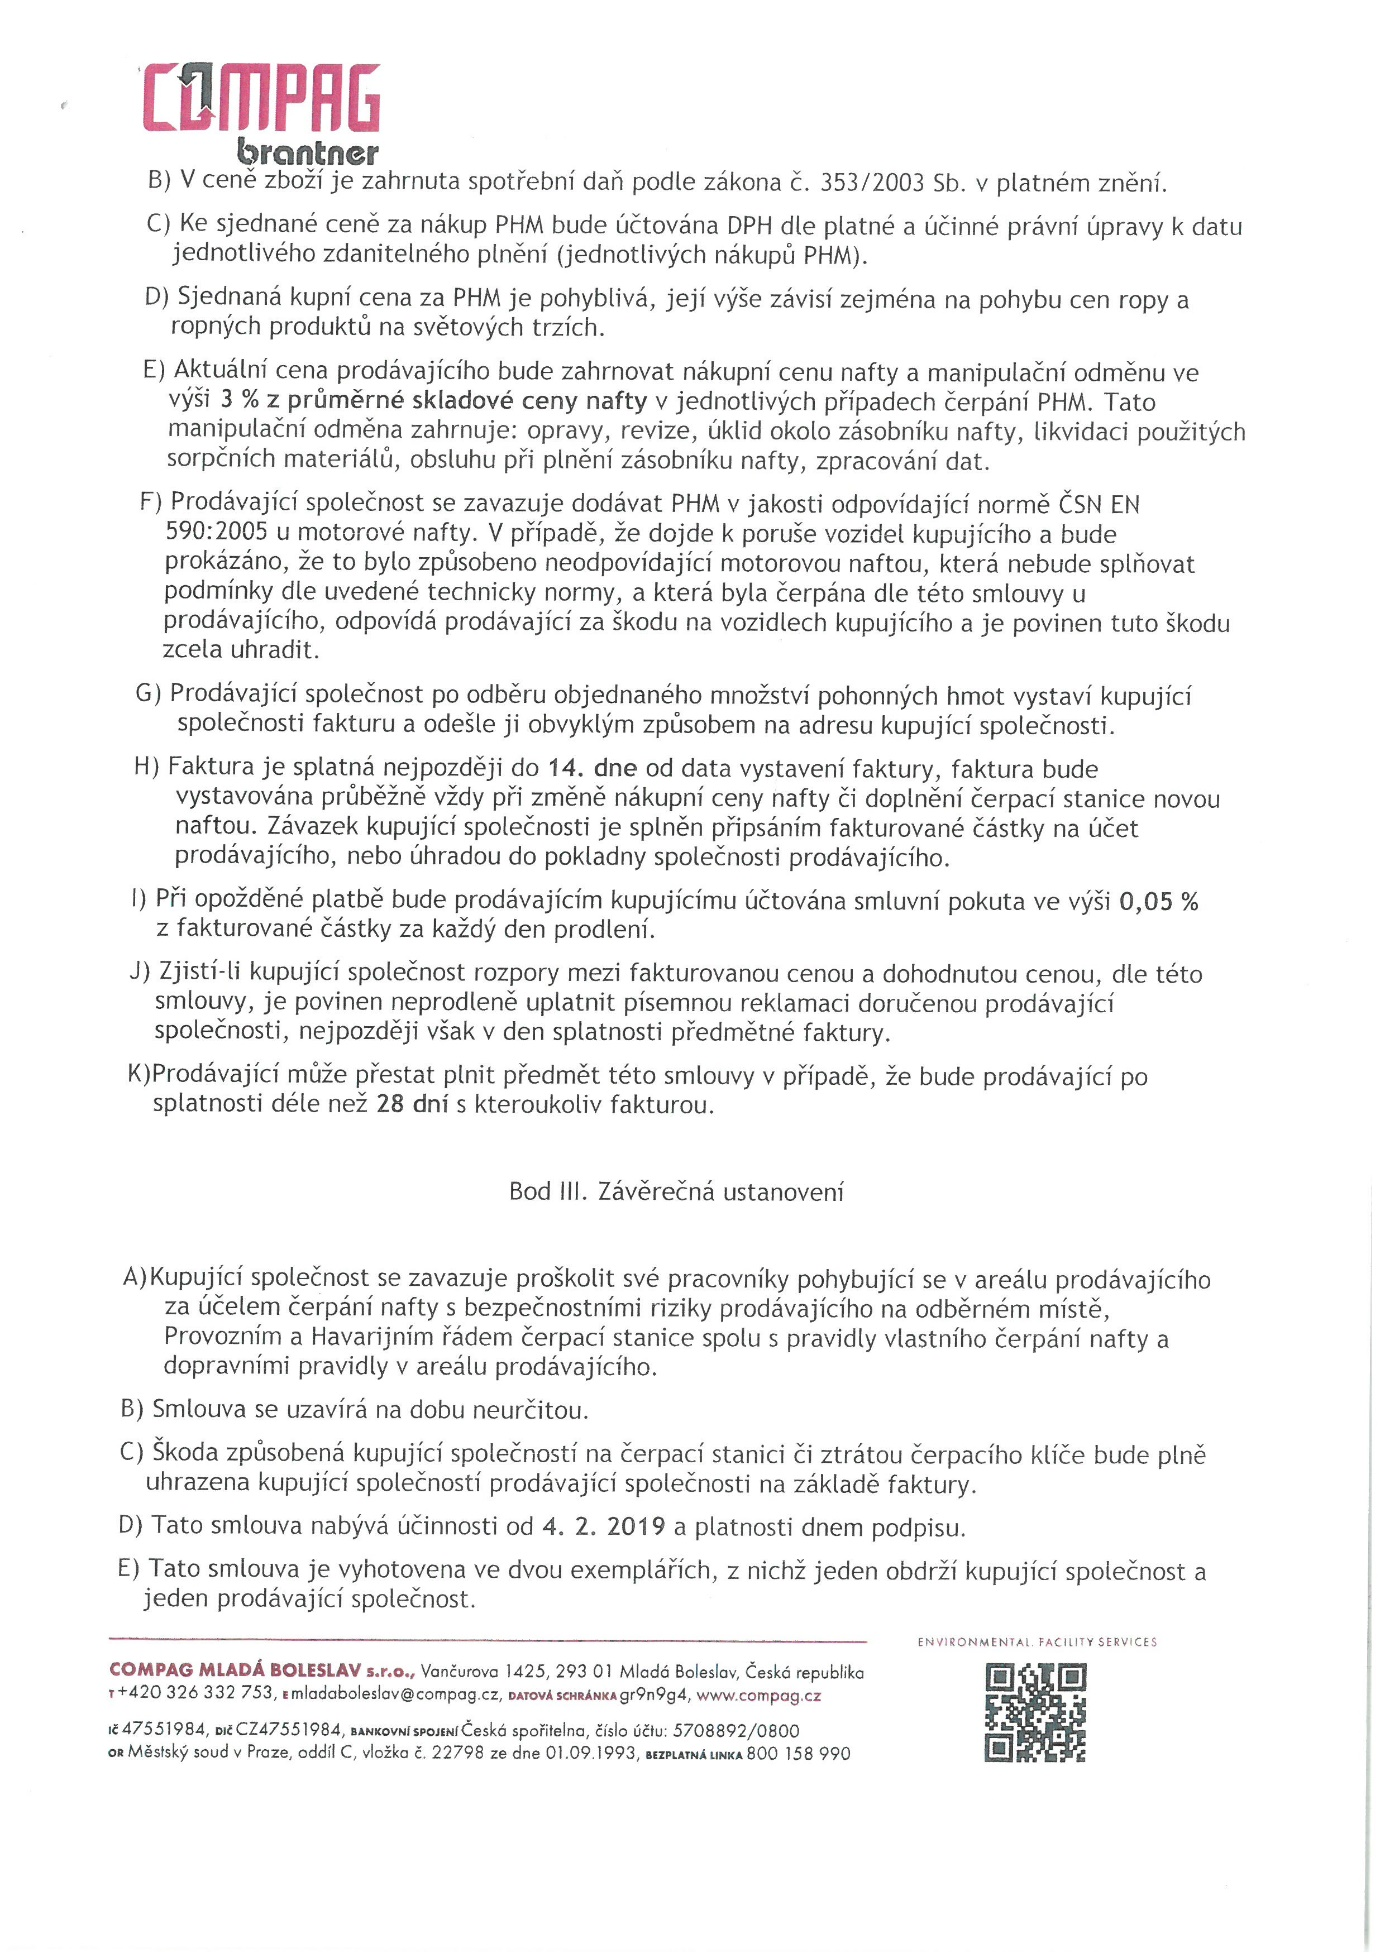 COMPAG
brantner
B) V ceně zboží je zahrnuta spotřební daň podle zákona č. 353/2003 Sb. v platném znění.
C) Ke sjednané ceně za nákup PHM bude účtována DPH dle platné a účinné právní úpravy k datu
jednotlivého zdanitelného plnění (jednotlivých nákupů PHM).
D) Sjednaná kupní cena za PHM je pohyblivá, její výše závisí zejména na pohybu cen ropy a
ropných produktů na světových trzích.
E) Aktuální cena prodávajícího bude zahrnovat nákupní cenu nafty a manipulační odměnu ve
výši 3 % z průměrné skladové ceny nafty v jednotlivých případech čerpání PHM. Tato
manipulační odměna zahrnuje: opravy, revize, úklid okolo zásobníku nafty, likvidaci použitých
sorpčních materiálů, obsluhu při plnění zásobníku nafty, zpracování dat.
F) Prodávající společnost se zavazuje dodávat PHM v jakosti odpovídající normě ČSN EN
590:2005 u motorové nafty. V případě, že dojde k poruše vozidel kupujícího a bude
prokázáno, že to bylo způsobeno neodpovídající motorovou naftou, která nebude splňovat
podmínky dle uvedené technicky normy, a která byla čerpána dle této smlouvy u
prodávajícího, odpovídá prodávající za škodu na vozidlech kupujícího a je povinen tuto škodu
zcela uhradit.
G) Prodávající společnost po odběru objednaného množství pohonných hmot vystaví kupující
společnosti fakturu a odešle ji obvyklým způsobem na adresu kupující společnosti.
H) Faktura je splatná nejpozději do 14. dne od data vystavení faktury, faktura bude
vystavována průběžně vždy při změně nákupní ceny nafty či doplnění čerpací stanice novou
naftou. Závazek kupující společnosti je splněn připsáním fakturované částky na účet
prodávajícího, nebo úhradou do pokladny společnosti prodávajícího.
I) Při opožděné platbě bude prodávajícím kupujícímu účtována smluvní pokuta ve výši 0,05 %
z fakturované částky za každý den prodlení.
J) Zjistí-li kupující společnost rozpory mezi fakturovanou cenou a dohodnutou cenou, dle této
smlouvy, je povinen neprodleně uplatnit písemnou reklamaci doručenou prodávající
společnosti, nejpozději však v den splatnosti předmětné faktury.
K)Prodávající může přestat plnit předmět této smlouvy v případě, že bude prodávající po
splatnosti déle než 28 dní s kteroukoliv fakturou.
Bod III. Závěrečná ustanovení
A)Kupující společnost se zavazuje proškolit své pracovníky pohybující se v areálu prodávajícího
za účelem čerpání nafty s bezpečnostními riziky prodávajícího na odběrném místě,
Provozním a Havarijním řádem čerpací stanice spolu s pravidly vlastního čerpání nafty a
dopravními pravidly v areálu prodávajícího.
B) Smlouva se uzavírá na dobu neurčitou.
C) Škoda způsobená kupující společností na čerpací stanici či ztrátou čerpacího klíče bude plně
uhrazena kupující společností prodávající společnosti na základě faktury.
D) Tato smlouva nabývá účinnosti od 4. 2. 2019 a platnosti dnem podpisu.
E) Tato smlouva je vyhotovena ve dvou exemplářích, z nichž jeden obdrží kupující společnost a
jeden prodávající společnost.
ENVIRONMENTAL. FACILITY SERVICES
COMPAG MLADÁ BOLESLAV s.r.o., Vančurova 1425, 293 01 Mladá Boleslav, Česká republika
T +420 326 332 753, E mladaboleslav@compag.cz, DATOVÁ SCHRÁNKA gr9n9g4, www.compag.cz
IČ 47551984, DIČ CZ47551984, BANKOVNÍ SPOJENÍ Česká spořitelna, číslo účtu: 5708892/0800
OR Městský soud v Praze, oddíl C, vložka č. 22798 ze dne 01.09.1993, BEZPLATNÁ LINKA 800 158 990